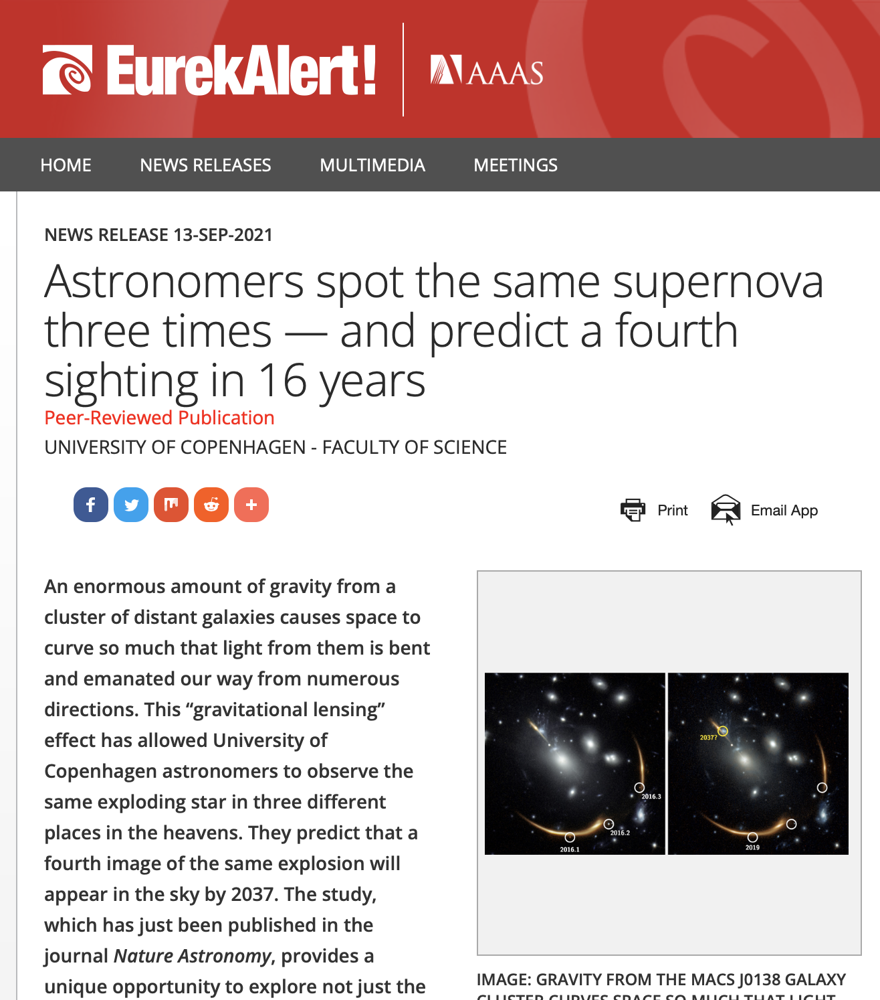 EurekAlert!
AAAS
HOME NEWS RELEASES MULTIMEDIA MEETINGS
NEWS RELEASE 13-SEP-2021
Astronomers spot the same supernova
three times — and predict a fourth
sighting in 16 years
Peer-Reviewed Publication
UNIVERSITY OF COPENHAGEN - FACULTY OF SCIENCE
Print Email App
An enormous amount of gravity from a
cluster of distant galaxies causes space to
curve so much that light from them is bent
and emanated our way from numerous
directions. This “gravitational lensing”
effect has allowed University of
Copenhagen astronomers to observe the
same exploding star in three different
places in the heavens. They predict that a
fourth image of the same explosion will
appear in the sky by 2037. The study,
which has just been published in the
journal Nature Astronomy, provides a
unique opportunity to explore not just the
2016.3
2016.2
2016.1
2037?
2019
IMAGE: GRAVITY FROM THE MACS J0138 GALAXY
CLUSTER CURVES SPACE SO MUCH THAT LIGHT